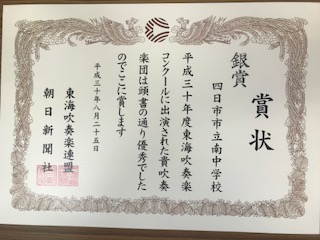 賞状
銀賞
四日市市立南中学校
平成三十年度東海吹奏楽
コンクールに出演された貴吹奏
楽団は頭書の通り優秀でした
のでここに賞します
平成三十年八月二十五日
東海吹奏楽連盟
朝日新聞社